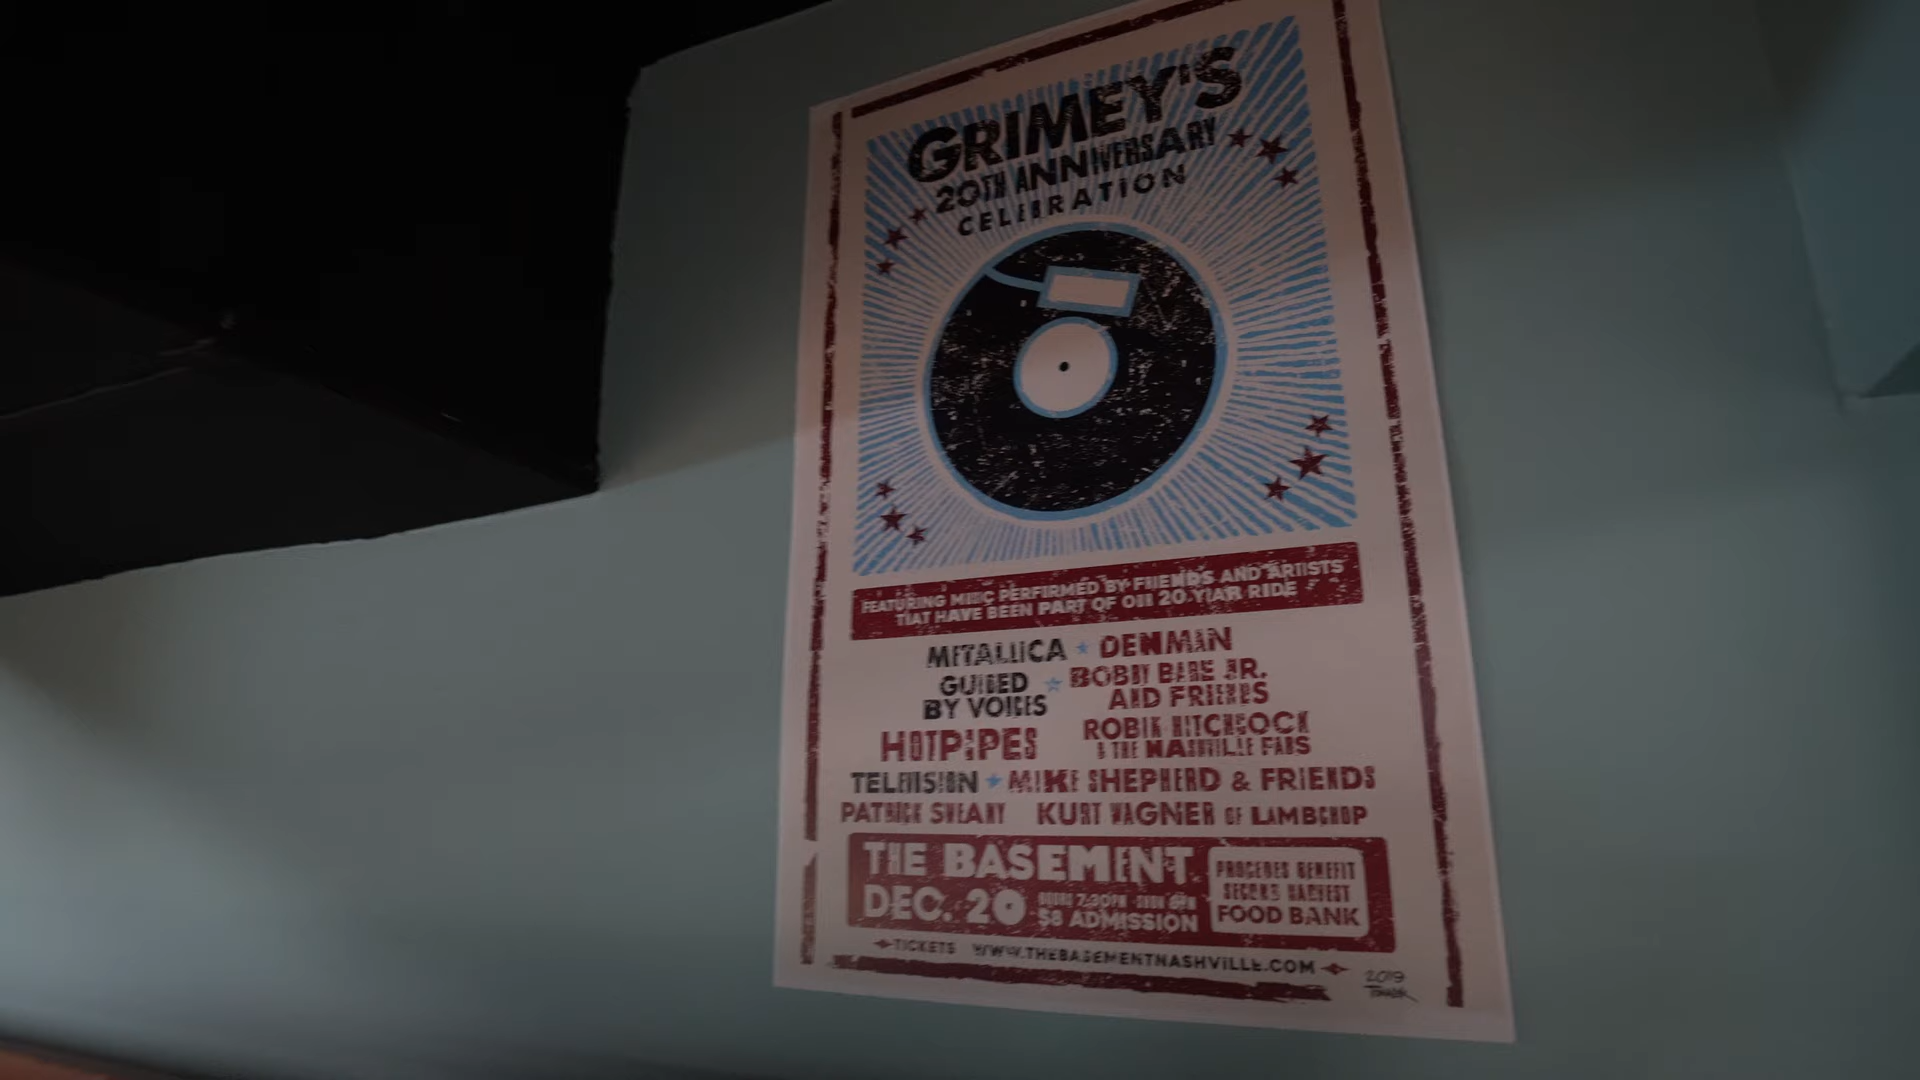 GRIMEY'S
20TH ANNIVERSARY
CELEBRATION
FEATURING MUSIC PERFORMED BY FRIENDS AND ARTISTS
THAT HAVE BEEN PART OF OUR 20 YEAR RIDE
METALLICA ★ DENMAN
GUIDED BY VOICES ★ BOBBY BARE JR. AND FRIENDS
HOTPIPES ROBYN HITCHCOCK & THE NASHVILLE FABS
TELEVISION ★ MIKE SHEPHERD & FRIENDS
PATRICK SWEANY KURT WAGNER OF LAMBCHOP
THE BASEMENT
DEC. 20
DOORS 7:30PM SHOW 8PM
$8 ADMISSION
PROCEEDS BENEFIT
SECOND HARVEST
FOOD BANK
TICKETS WWW.THEBASEMENTNASHVILLE.COM
2019